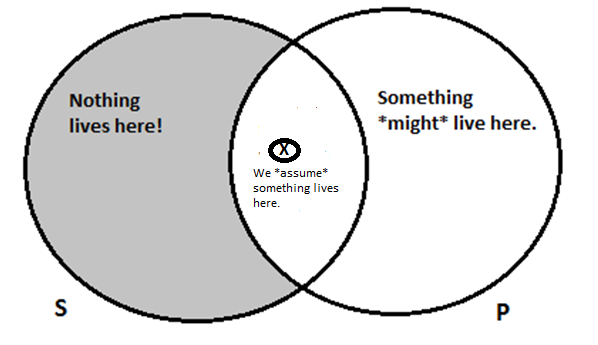 Nothing
lives here!
Something
*might* live here.
X
We *assume*
something lives
here.
S
P